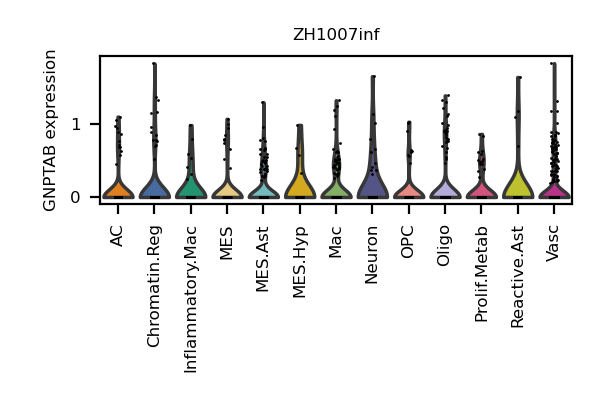 ZH1007inf
GNPTAB expression
1
0
AC
Chromatin.Reg
Inflammatory.Mac
MES
MES.Ast
MES.Hyp
Mac
Neuron
OPC
Oligo
Prolif.Metab
Reactive.Ast
Vasc